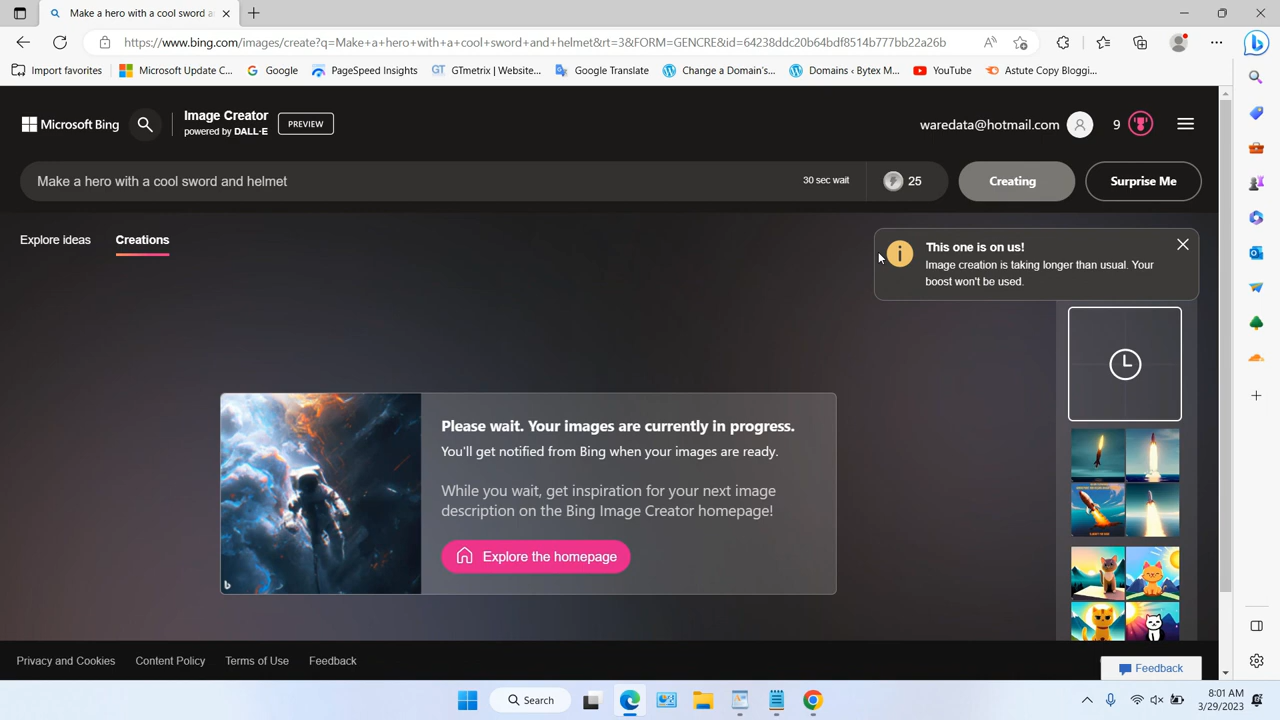 Make a hero with a cool sword a
https://www.bing.com/images/create?q=Make+a+hero+with+a+cool+sword+and+helmet&rt=3&FORM=GENCRE&id=64238ddc20b64bdf8514b777bb22a26b
Import favorites Microsoft Update C... Google PageSpeed Insights GT GTmetrix | Website... Google Translate Change a Domain's... Domains ‹ Bytex M... YouTube Astute Copy Bloggi...
Microsoft Bing
Image Creator
powered by DALL·E
PREVIEW
waredata@hotmail.com
9
Make a hero with a cool sword and helmet
30 sec wait
25
Creating
Surprise Me
Explore ideas
Creations
This one is on us!
Image creation is taking longer than usual. Your
boost won't be used.
Please wait. Your images are currently in progress.
You'll get notified from Bing when your images are ready.
While you wait, get inspiration for your next image
description on the Bing Image Creator homepage!
Explore the homepage
Privacy and Cookies
Content Policy
Terms of Use
Feedback
Feedback
Search
8:01 AM
3/29/2023